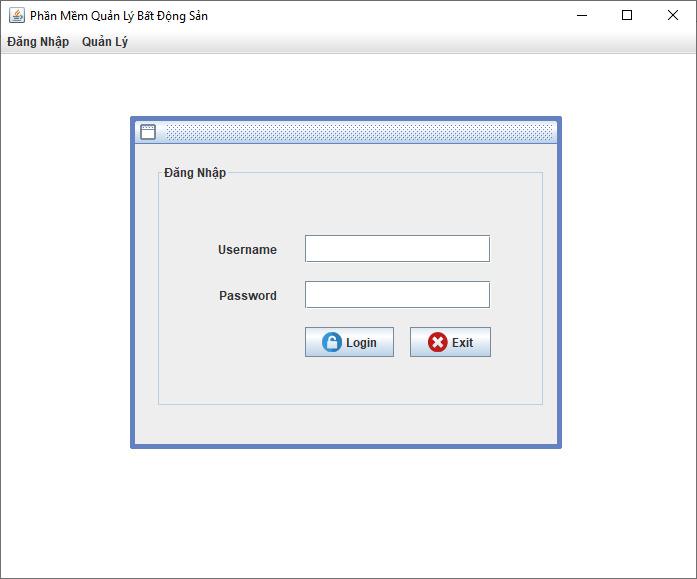 Phần Mềm Quản Lý Bất Động Sản
Đăng Nhập Quản Lý
Đăng Nhập
Username
Password
Login Exit